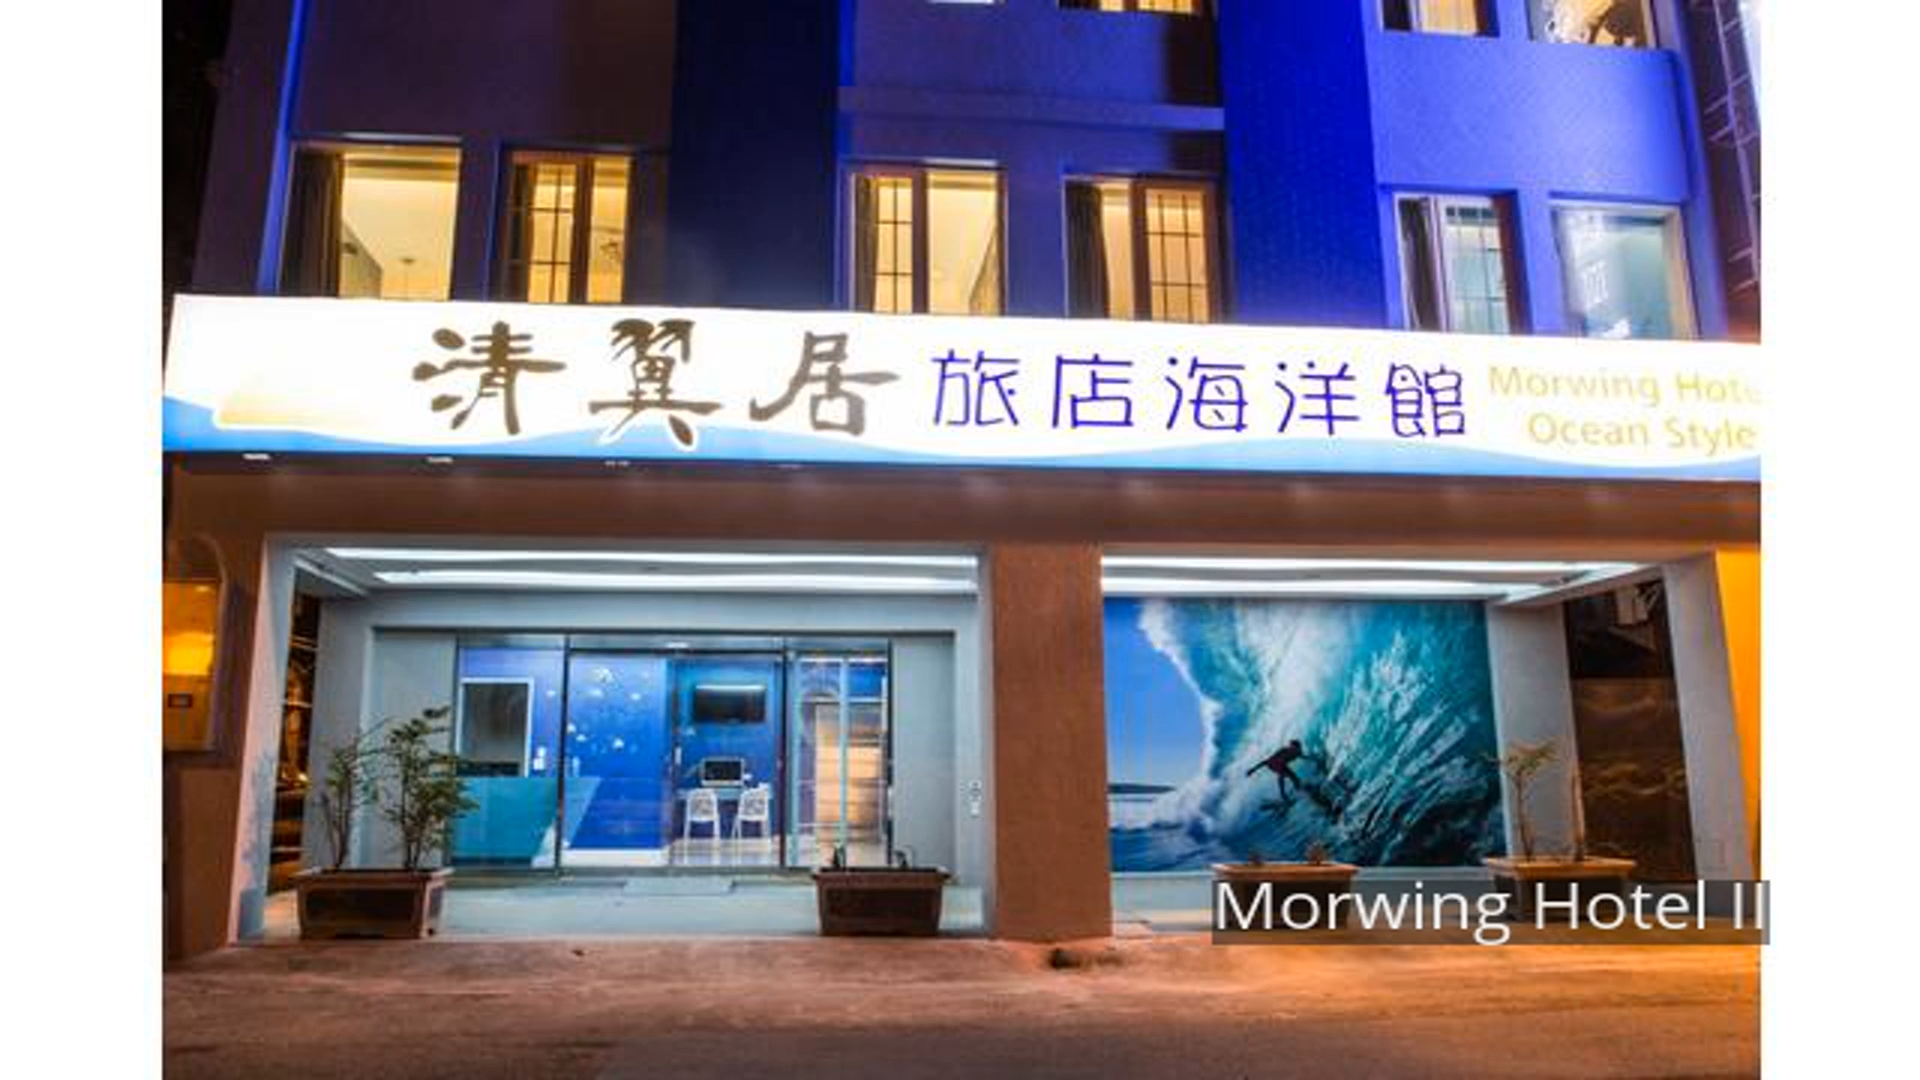 清翼居 旅店海洋館 Morwing Hote
Ocean Style
Morwing Hotel II